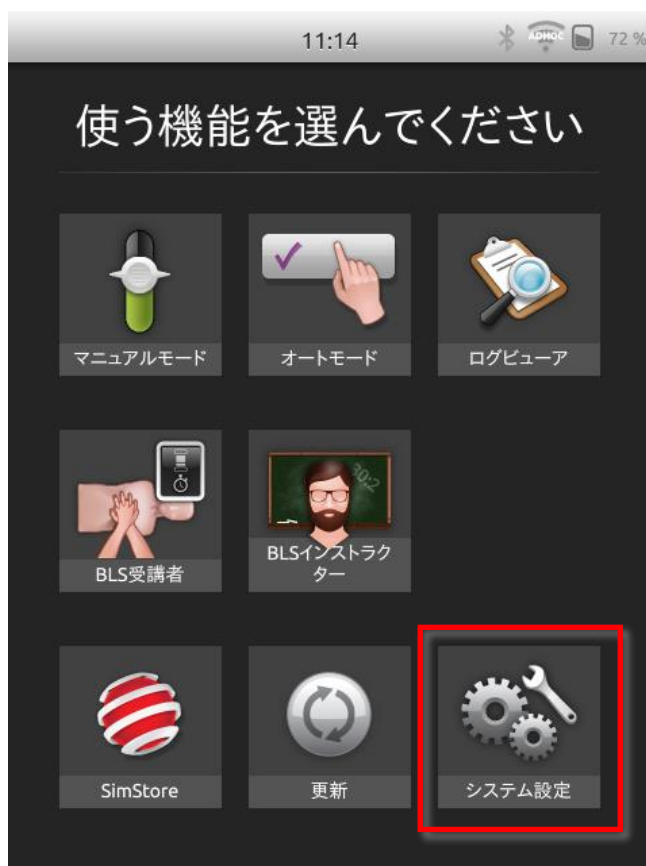 11:14
ADHOC
72 %
使う機能を選んでください
マニュアルモード
オートモード
ログビューア
30:2
BLS受講者
BLSインストラク
ター
SimStore
更新
システム設定